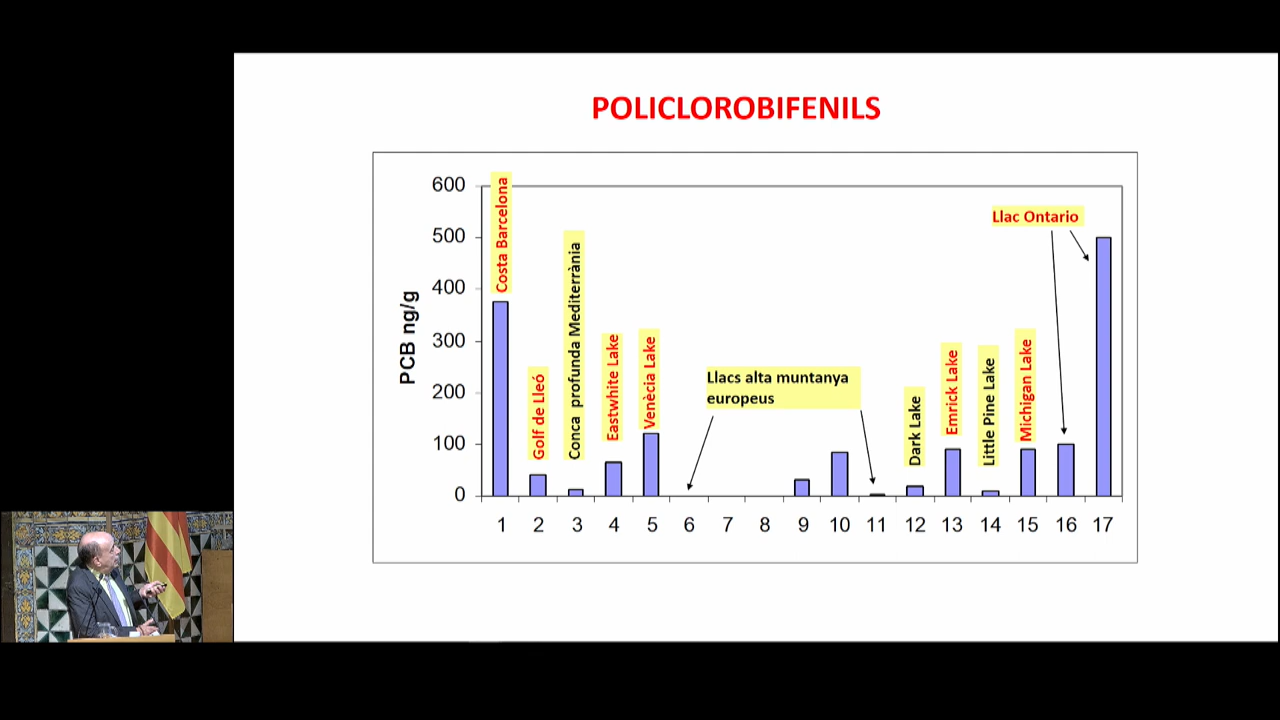 POLICLOROBIFENILS
PCB ng/g
600
500
400
300
200
100
0
Costa Barcelona
Golf de Lleó
Conca profunda Mediterrània
Eastwhite Lake
Venècia Lake
Llacs alta muntanya
europeus
Dark Lake
Emrick Lake
Little Pine Lake
Michigan Lake
Llac Ontario
1 2 3 4 5 6 7 8 9 10 11 12 13 14 15 16 17